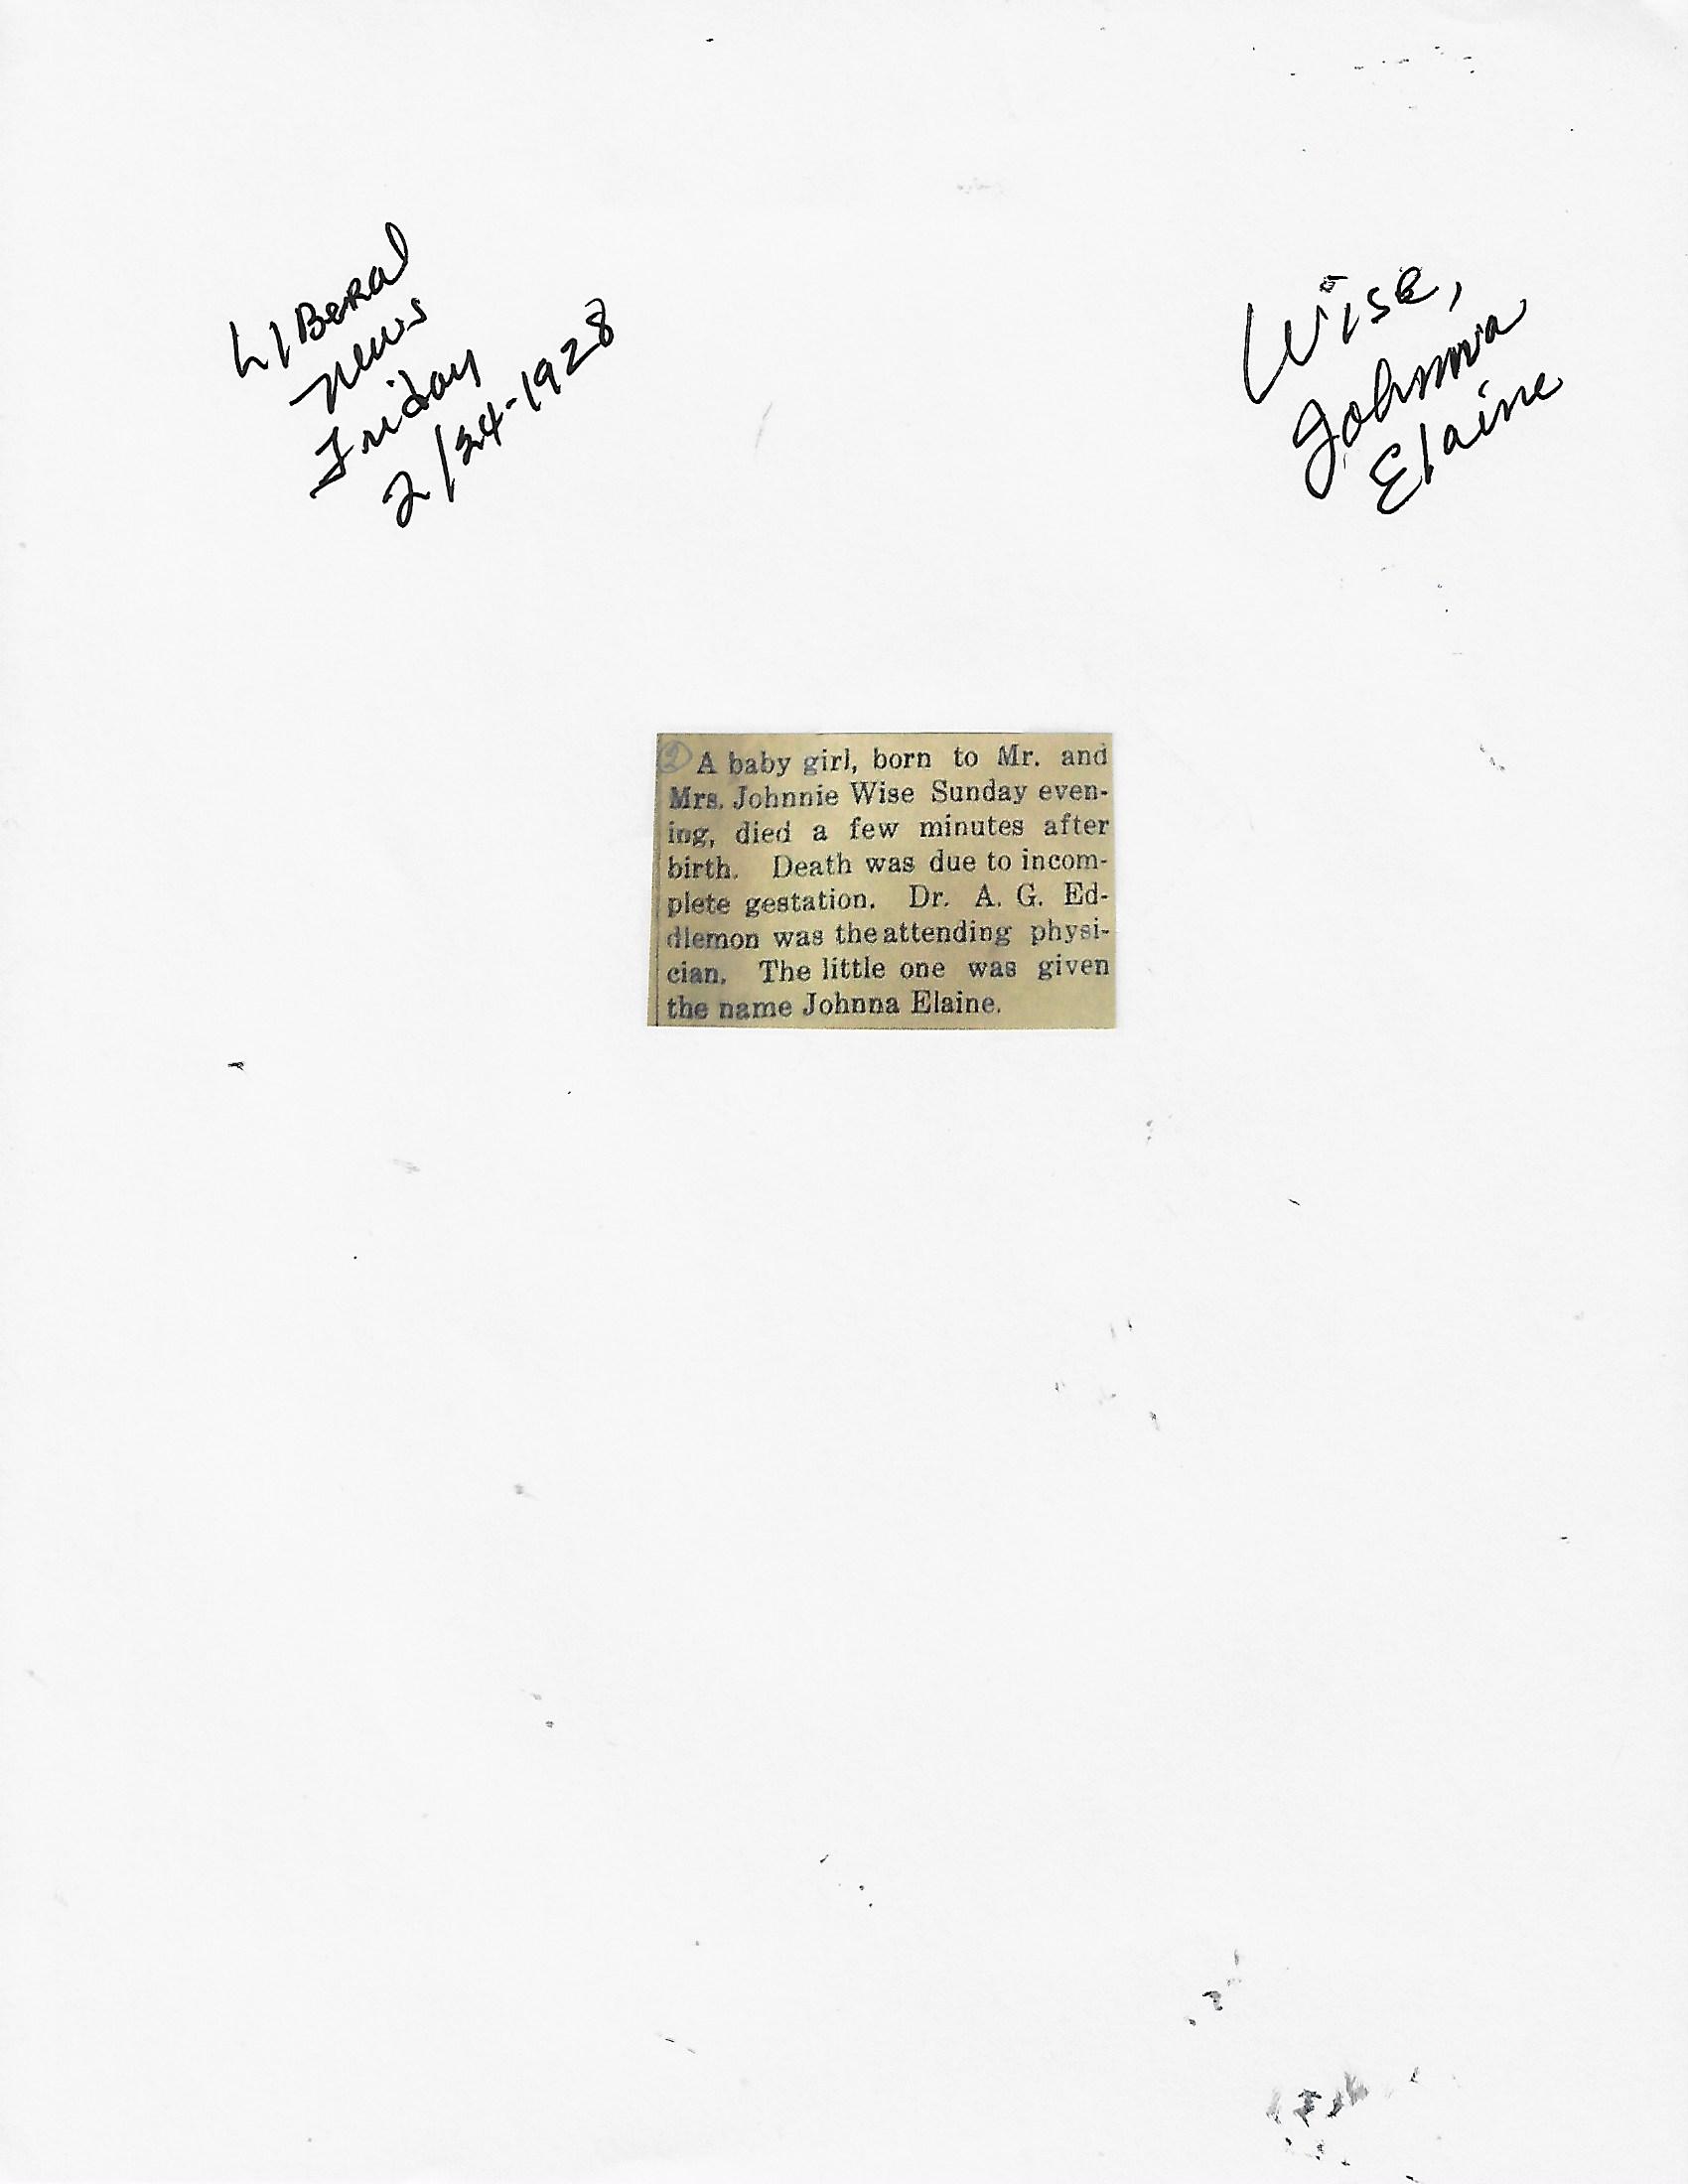 LIBeral
News
Friday
2/24-1928
Wise,
Johnna
Elaine
② A baby girl, born to Mr. and
Mrs. Johnnie Wise Sunday even-
ing, died a few minutes after
birth. Death was due to incom-
plete gestation. Dr. A. G. Ed-
dlemon was the attending physi-
cian. The little one was given
the name Johnna Elaine.